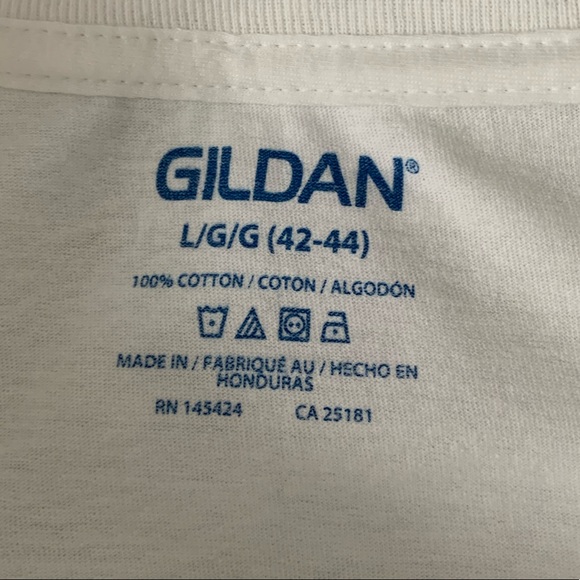 GILDAN®
L/G/G (42-44)
100% COTTON / COTON / ALGODÓN
MADE IN / FABRIQUÉ AU / HECHO EN
HONDURAS
RN 145424 CA 25181